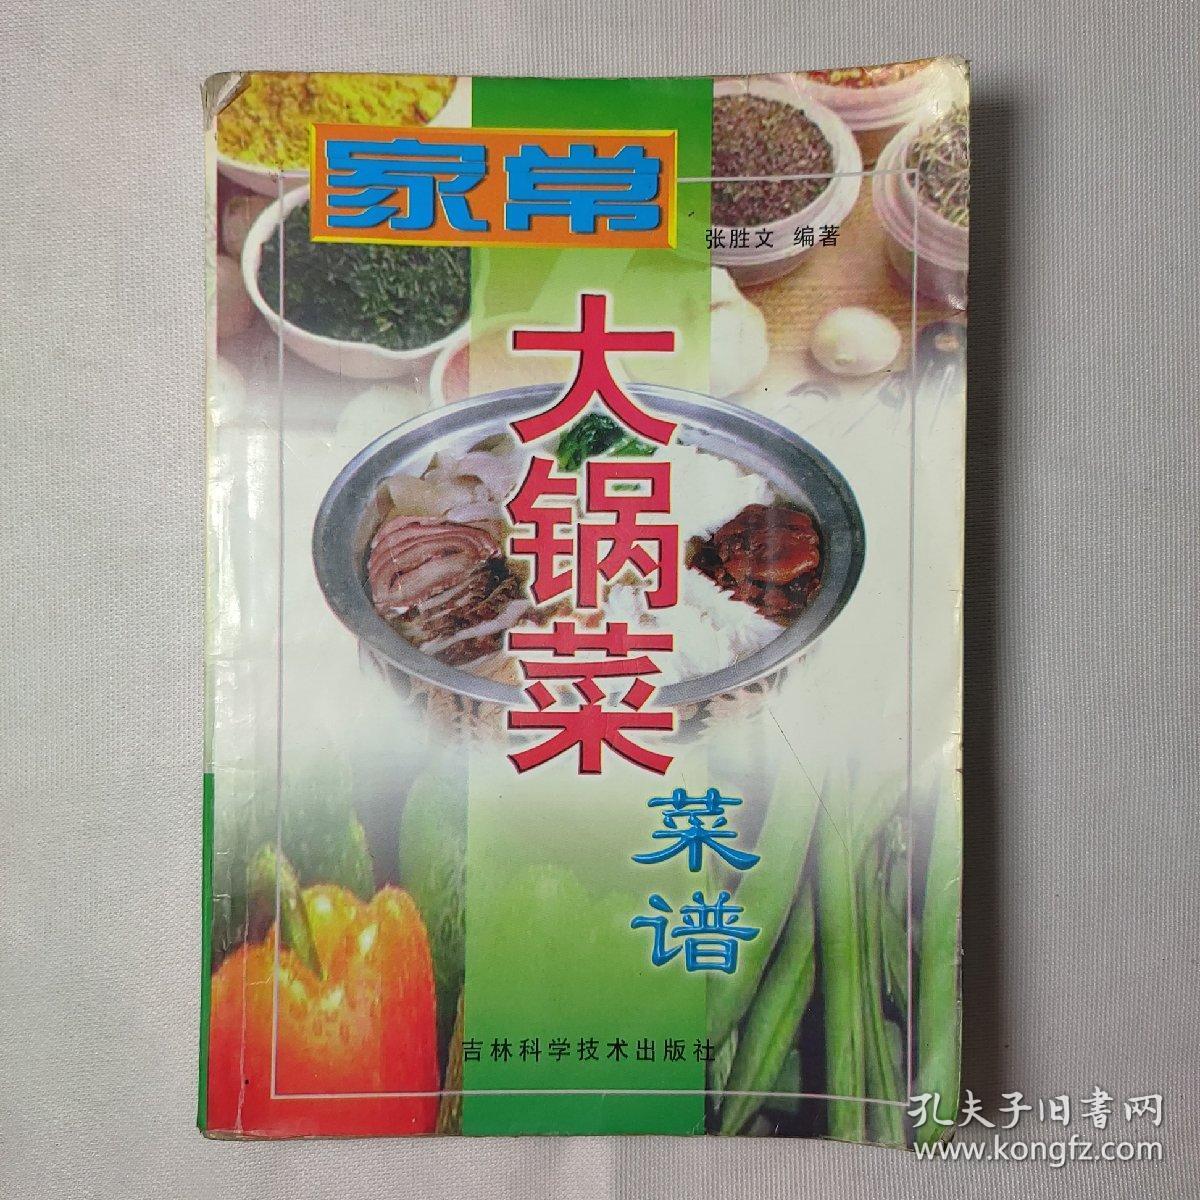 家常
张胜文 编著
大锅菜
菜谱
吉林科学技术出版社
孔夫子旧書网
www.kongfz.com